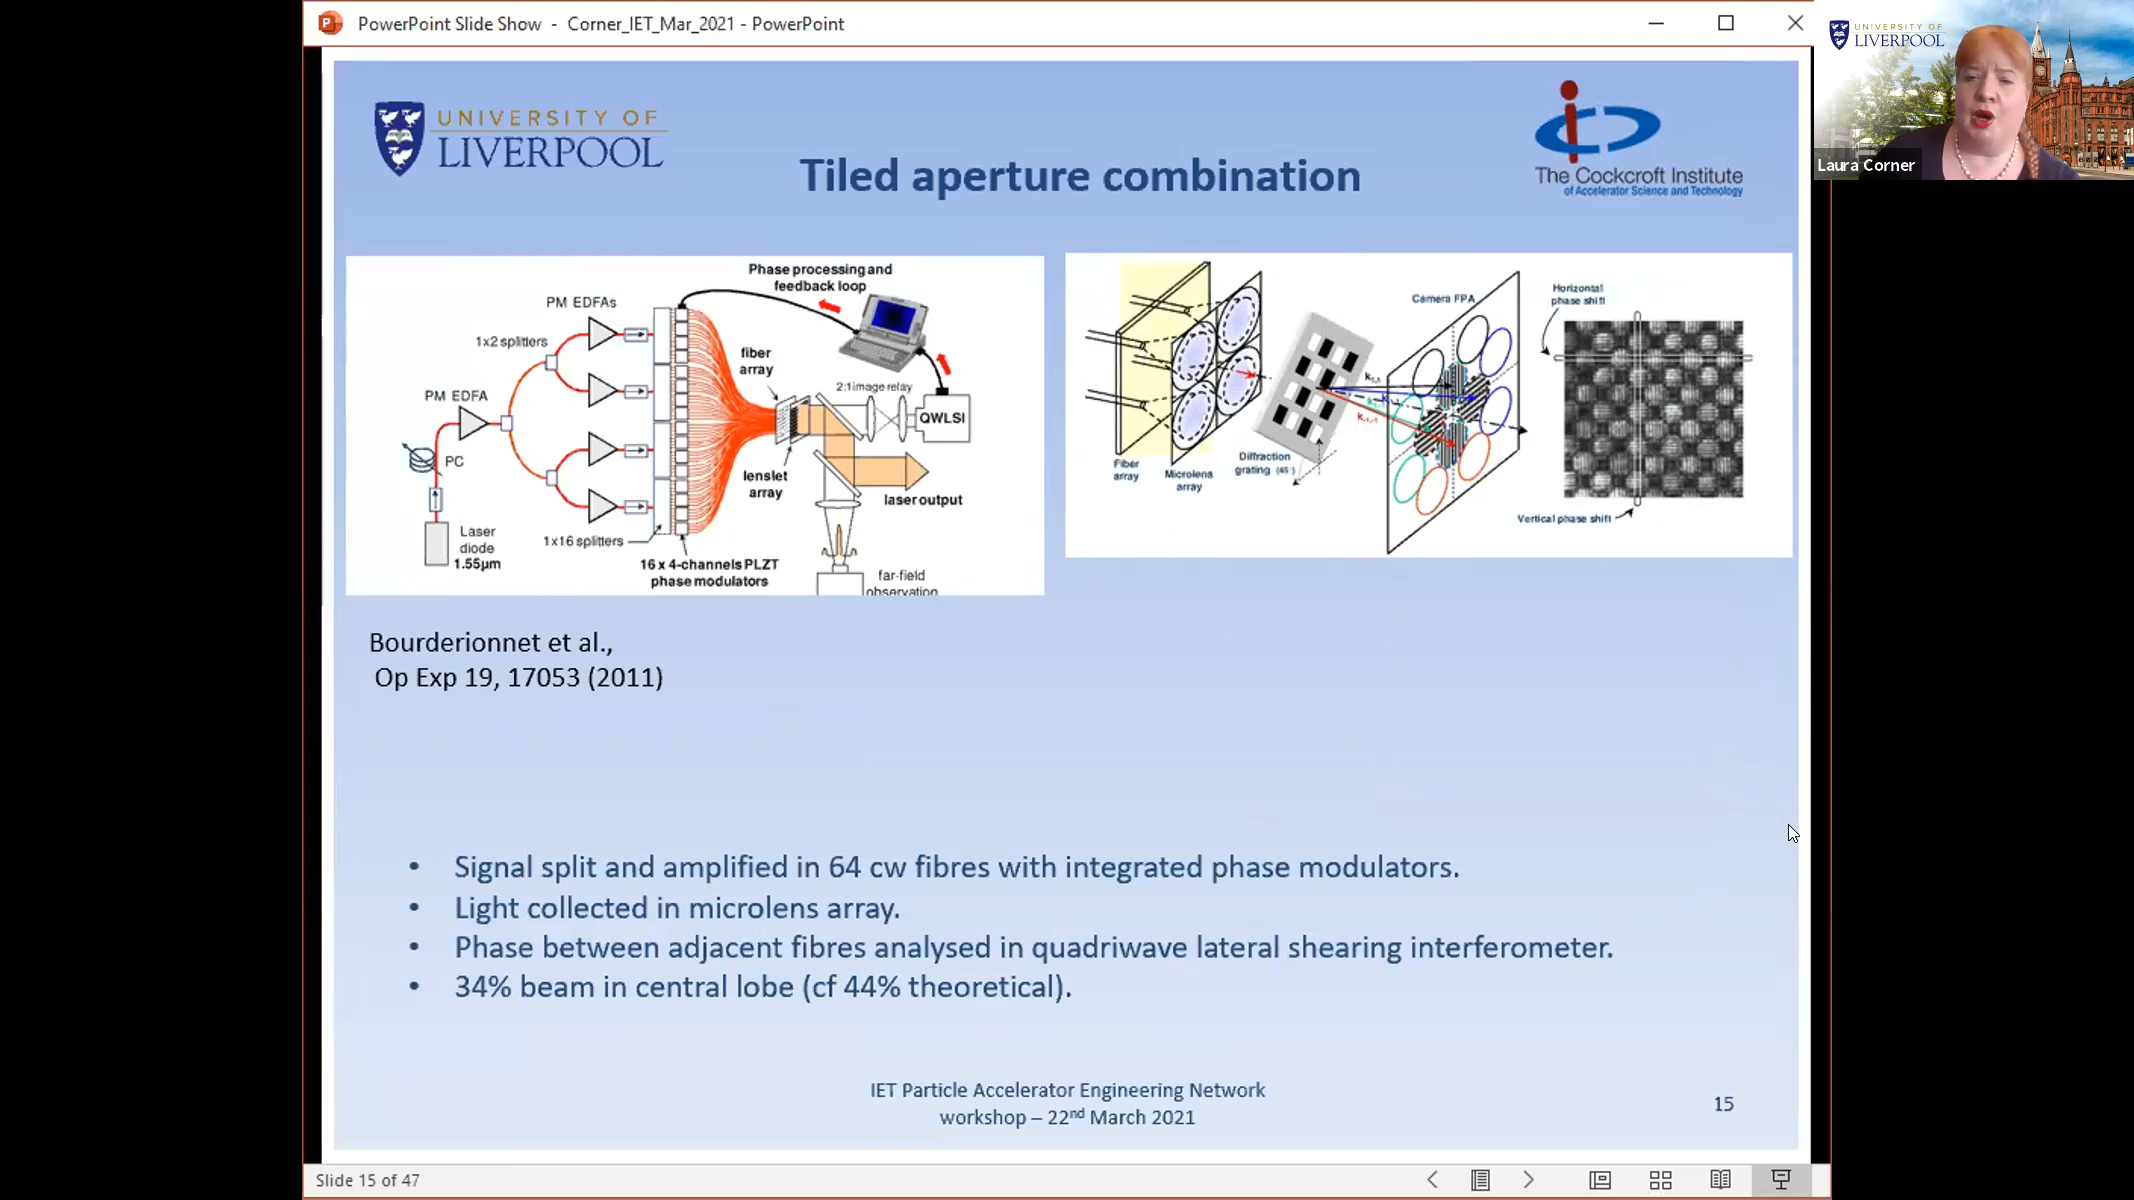 PowerPoint Slide Show - Corner_IET_Mar_2021 - PowerPoint
UNIVERSITY OF
LIVERPOOL
Laura Corner
UNIVERSITY OF
LIVERPOOL
Tiled aperture combination
The Cockcroft Institute
of Accelerator Science and Technology
Phase processing and
feedback loop
PM EDFAs
1x2 splitters
fiber
array
2:1 image relay
PM EDFA
QWLSI
PC
lenslet
array
laser output
Laser
diode
1.55µm
1x16 splitters
16 x 4-channels PLZT
phase modulators
far-field
observation
Camera FPA
Horizontal
phase shift
Fiber
array
Microlens
array
Diffraction
grating (45°)
Vertical phase shift
Bourderionnet et al.,
Op Exp 19, 17053 (2011)
• Signal split and amplified in 64 cw fibres with integrated phase modulators.
• Light collected in microlens array.
• Phase between adjacent fibres analysed in quadriwave lateral shearing interferometer.
• 34% beam in central lobe (cf 44% theoretical).
IET Particle Accelerator Engineering Network
workshop – 22nd March 2021
15
Slide 15 of 47